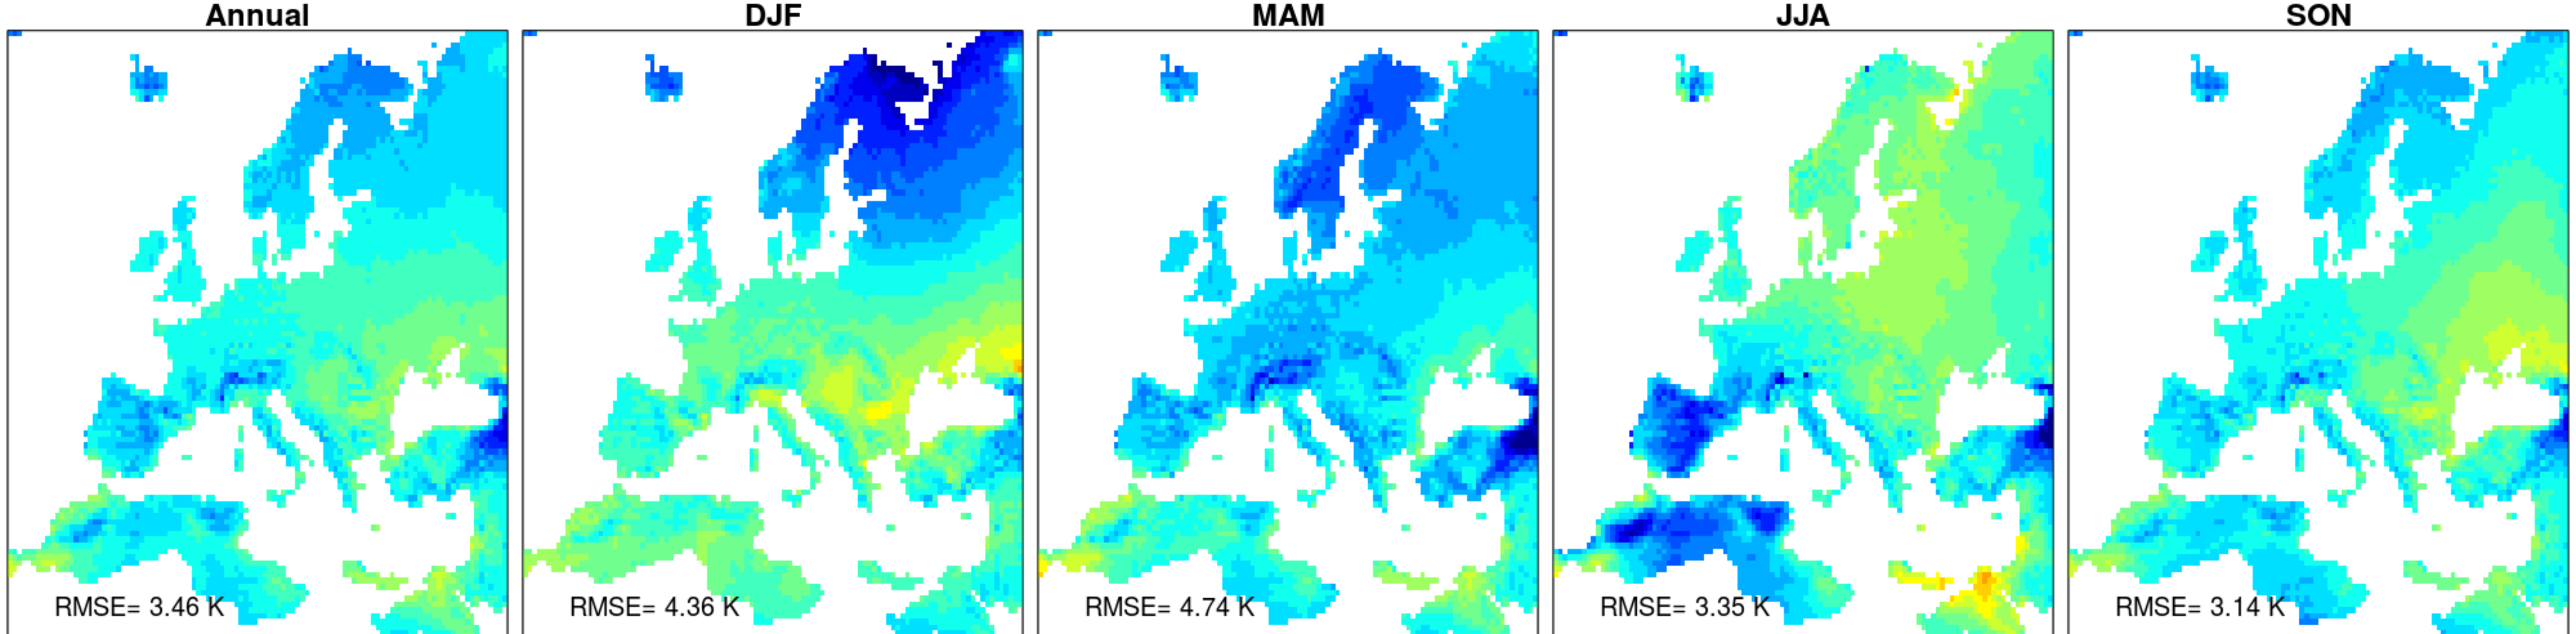 Annual DJF MAM JJA SON
RMSE= 3.46 K RMSE= 4.36 K RMSE= 4.74 K RMSE= 3.35 K RMSE= 3.14 K